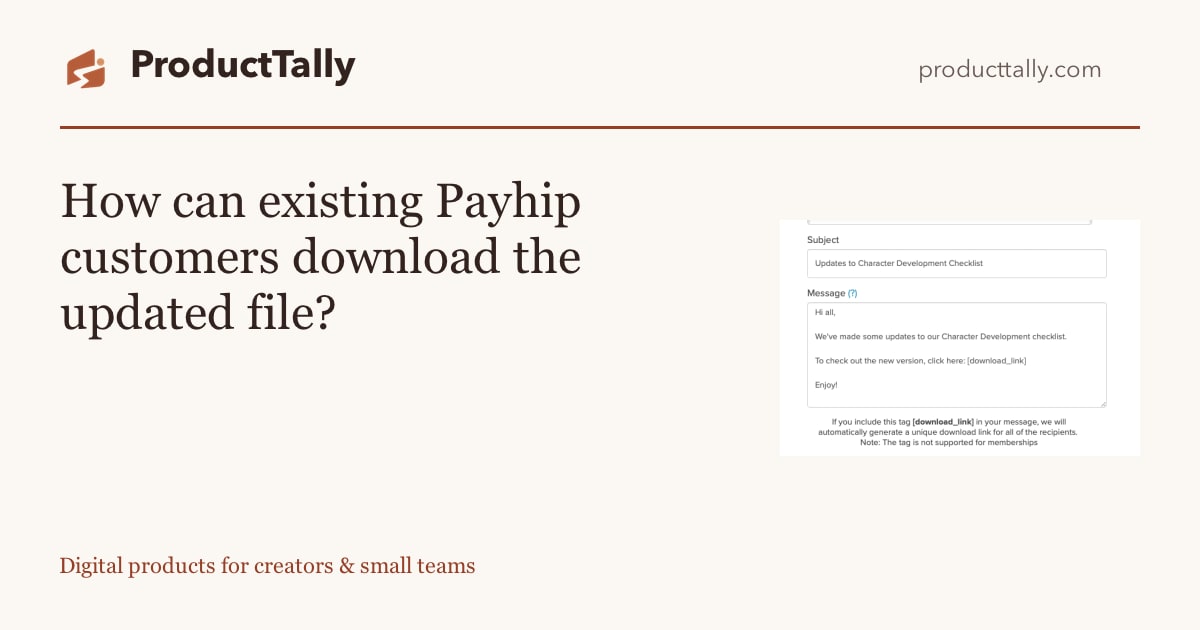 ProductTally
producttally.com
How can existing Payhip
customers download the
updated file?
Subject
Updates to Character Development Checklist
Message (?)
Hi all,
We've made some updates to our Character Development checklist.
To check out the new version, click here: [download_link]
Enjoy!
If you include this tag [download_link] in your message, we will
automatically generate a unique download link for all of the recipients.
Note: The tag is not supported for memberships
Digital products for creators & small teams